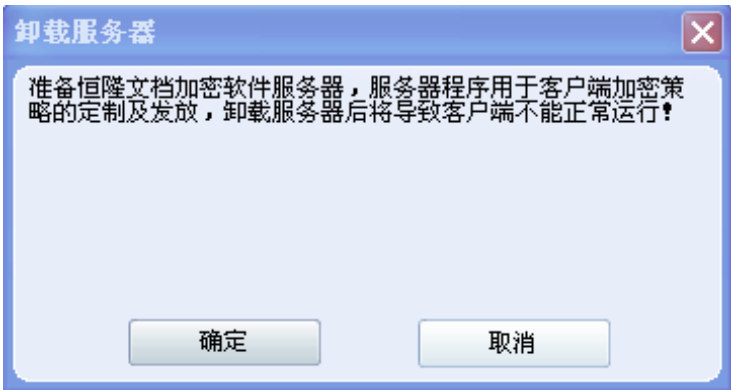 卸载服务器
准备恒隆文档加密软件服务器，服务器程序用于客户端加密策
略的定制及发放，卸载服务器后将导致客户端不能正常运行！
确定
取消